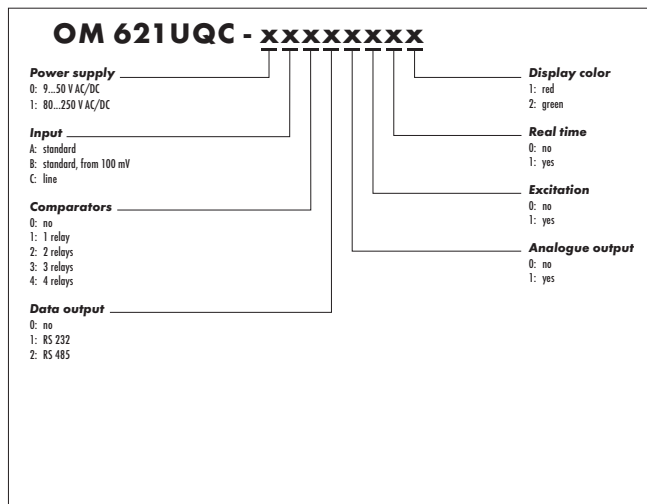 OM 621UQC - xxxxxxxx
Power supply
0: 9...50 V AC/DC
1: 80...250 V AC/DC
Input
A: standard
B: standard, from 100 mV
C: line
Comparators
0: no
1: 1 relay
2: 2 relays
3: 3 relays
4: 4 relays
Data output
0: no
1: RS 232
2: RS 485
Display color
1: red
2: green
Real time
0: no
1: yes
Excitation
0: no
1: yes
Analogue output
0: no
1: yes